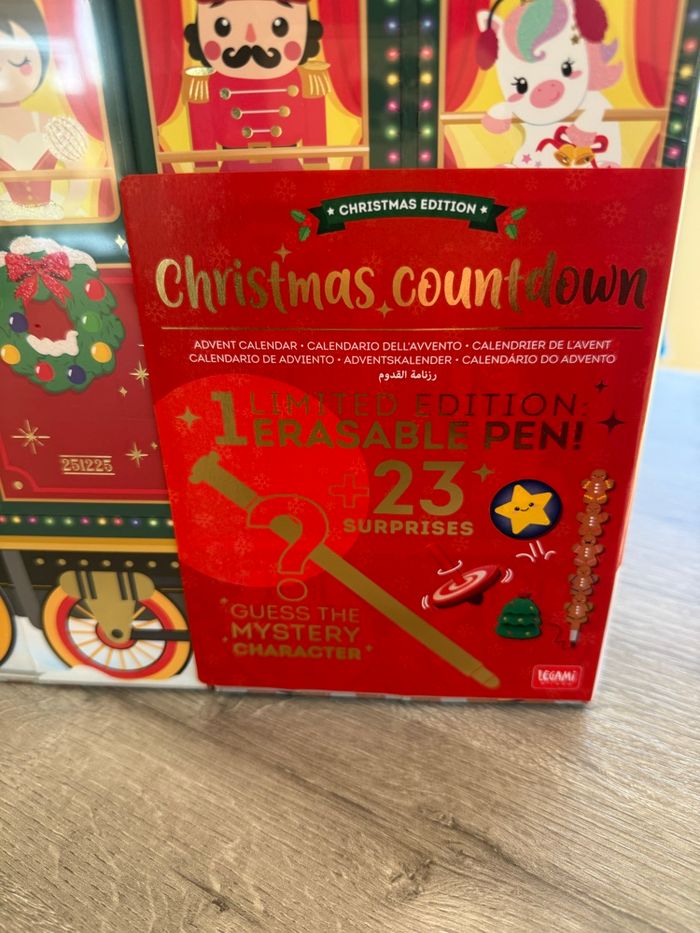 CHRISTMAS EDITION
Christmas countdown
ADVENT CALENDAR • CALENDARIO DELL'AVVENTO • CALENDRIER DE L'AVENT
CALENDARIO DE ADVIENTO • ADVENTSKALENDER • CALENDÁRIO DO ADVENTO
رزنامة القدوم
1 LIMITED EDITION:
ERASABLE PEN!
+23
SURPRISES
?
GUESS THE
MYSTERY
CHARACTER
251225
LEGAMI